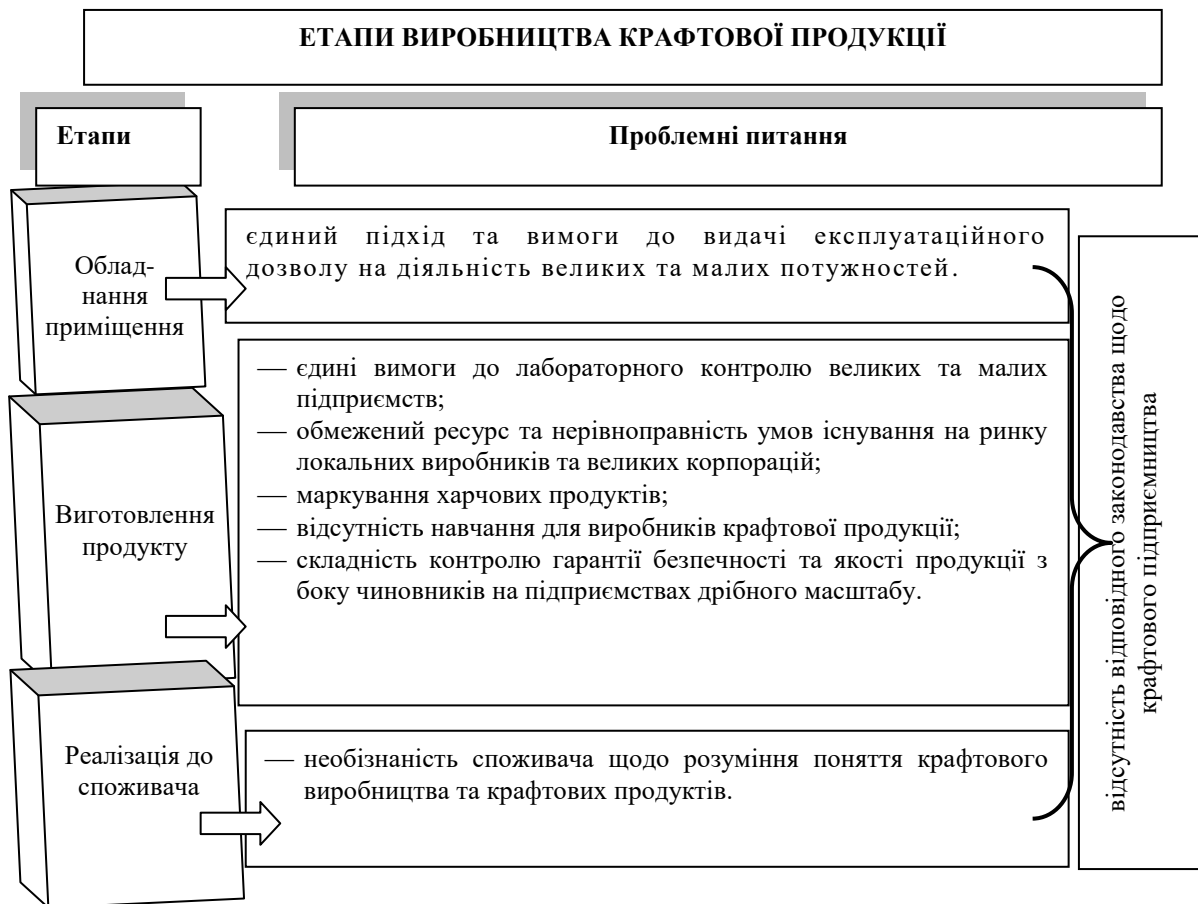 ЕТАПИ ВИРОБНИЦТВА КРАФТОВОЇ ПРОДУКЦІЇ
Етапи
Проблемні питання
Облад-
нання
приміщення
єдиний підхід та вимоги до видачі експлуатаційного
дозволу на діяльність великих та малих потужностей.
Виготовлення
продукту
— єдині вимоги до лабораторного контролю великих та малих
підприємств;
— обмежений ресурс та нерівноправність умов існування на ринку
локальних виробників та великих корпорацій;
— маркування харчових продуктів;
— відсутність навчання для виробників крафтової продукції;
— складність контролю гарантії безпечності та якості продукції з
боку чиновників на підприємствах дрібного масштабу.
Реалізація до
споживача
— необізнаність споживача щодо розуміння поняття крафтового
виробництва та крафтових продуктів.
відсутність відповідного законодавства щодо
крафтового підприємництва